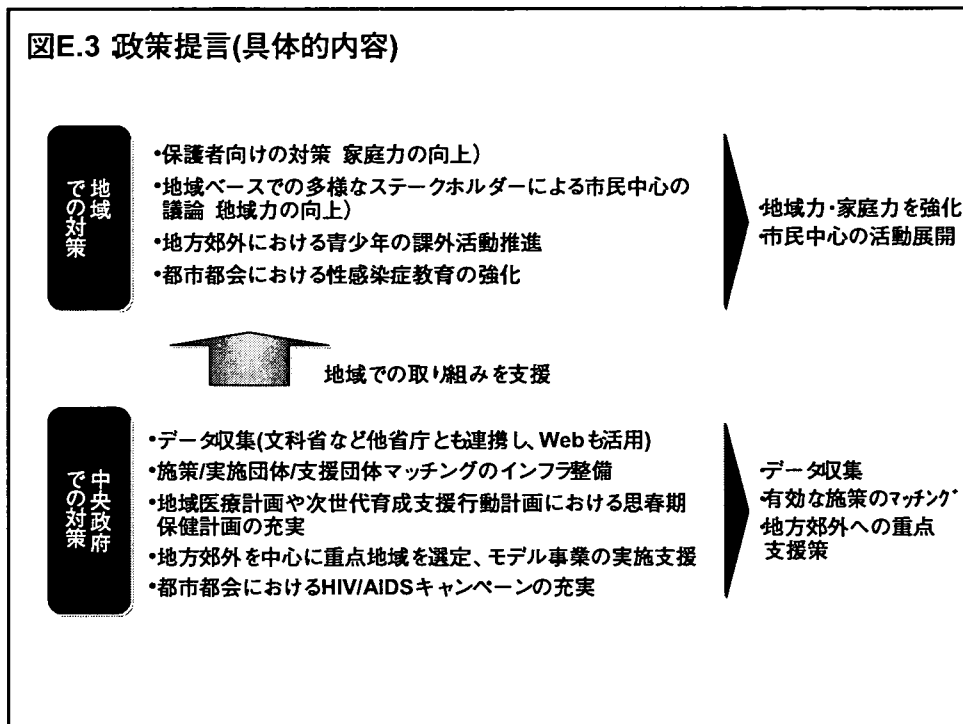 図E.3 政策提言(具体的内容)
地域
での対策
•保護者向けの対策 家庭力の向上)
•地域ベースでの多様なステークホルダーによる市民中心の
議論 地域力の向上)
•地方郊外における青少年の課外活動推進
•都市都会における性感染症教育の強化
•地域力・家庭力を強化
•市民中心の活動展開
地域での取り組みを支援
中央政府
での対策
•データ収集(文科省など他省庁とも連携し、Webも活用)
•施策/実施団体/支援団体マッチングのインフラ整備
•地域医療計画や次世代育成支援行動計画における思春期
保健計画の充実
•地方郊外を中心に重点地域を選定、モデル事業の実施支援
•都市都会におけるHIV/AIDSキャンペーンの充実
•データ収集
•有効な施策のマッチング
•地方郊外への重点
支援策